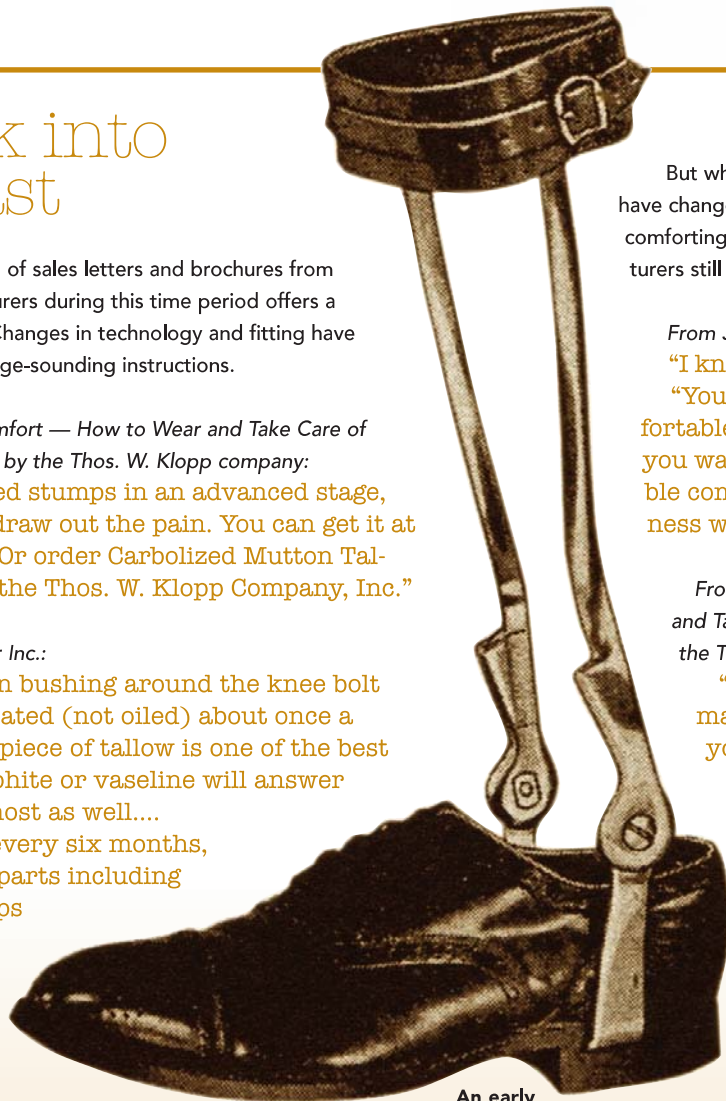 k into
ast
of sales letters and brochures from
urers during this time period offers a
Changes in technology and fitting have
ge-sounding instructions.
mfort — How to Wear and Take Care of
by the Thos. W. Klopp company:
ed stumps in an advanced stage,
draw out the pain. You can get it at
Or order Carbolized Mutton Tal-
the Thos. W. Klopp Company, Inc.”
r Inc.:
n bushing around the knee bolt
ated (not oiled) about once a
piece of tallow is one of the best
phite or vaseline will answer
most as well....
every six months,
parts including
ps
But wh
have change
comforting
turers still
From J
“I kn
“You
fortable
you wa
ble con
ness w
Fro
and Ta
the T
“
ma
yo
An early